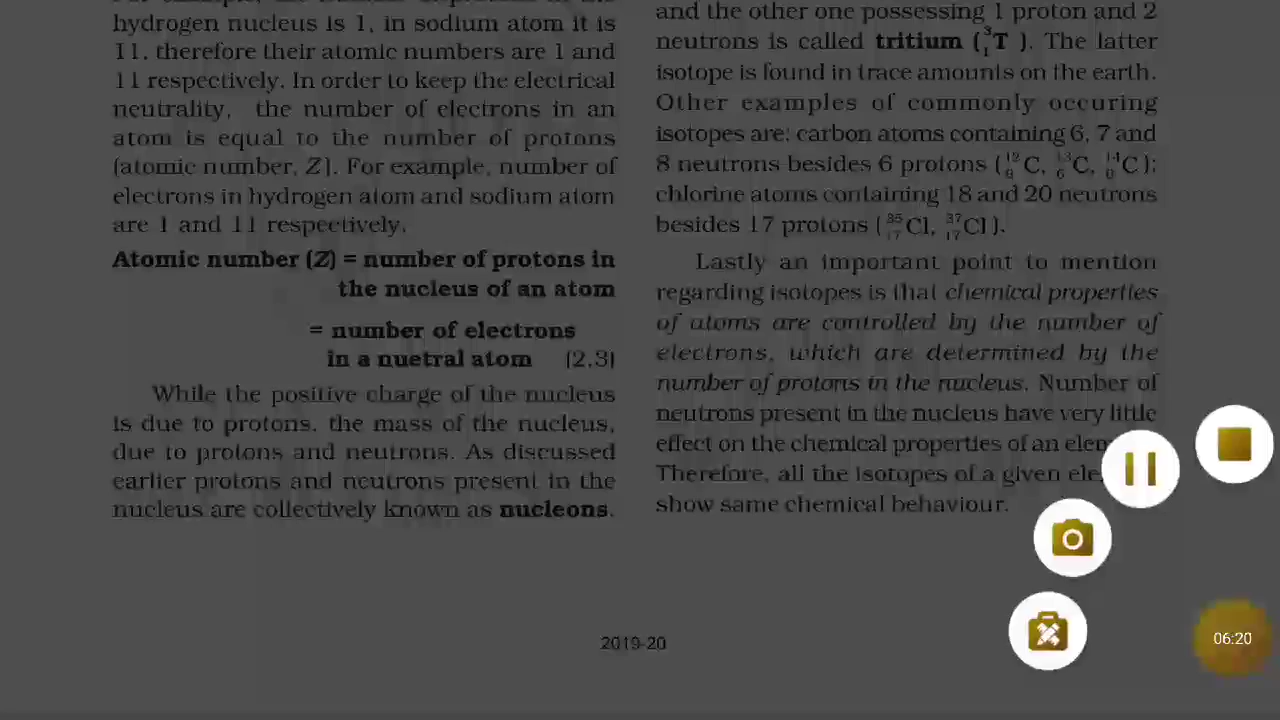 hydrogen nucleus is 1, in sodium atom it is
11, therefore their atomic numbers are 1 and
11 respectively. In order to keep the electrical
neutrality, the number of electrons in an
atom is equal to the number of protons
(atomic number, Z). For example, number of
electrons in hydrogen atom and sodium atom
are 1 and 11 respectively.
Atomic number (Z) = number of protons in
the nucleus of an atom
= number of electrons
in a nuetral atom (2.3)
While the positive charge of the nucleus
is due to protons, the mass of the nucleus,
due to protons and neutrons. As discussed
earlier protons and neutrons present in the
nucleus are collectively known as nucleons.
and the other one possessing 1 proton and 2
neutrons is called tritium (³₁T ). The latter
isotope is found in trace amounts on the earth.
Other examples of commonly occuring
isotopes are: carbon atoms containing 6, 7 and
8 neutrons besides 6 protons (¹²₆C, ¹³₆C, ¹⁴₆C);
chlorine atoms containing 18 and 20 neutrons
besides 17 protons (³⁵₁₇Cl, ³⁷₁₇Cl).
Lastly an important point to mention
regarding isotopes is that chemical properties
of atoms are controlled by the number of
electrons, which are determined by the
number of protons in the nucleus. Number of
neutrons present in the nucleus have very little
effect on the chemical properties of an elem
Therefore, all the isotopes of a given ele
show same chemical behaviour.
2019-20
06:20